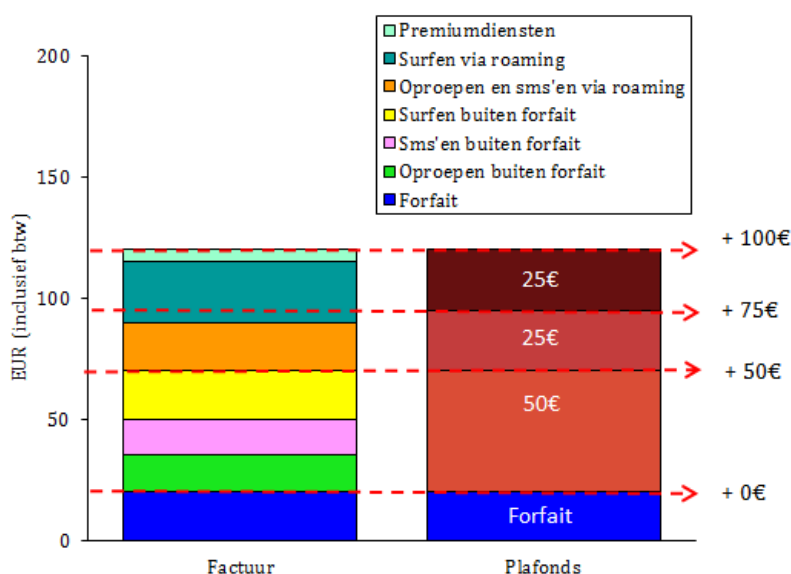 Premiumdiensten
Surfen via roaming
Oproepen en sms'en via roaming
Surfen buiten forfait
Sms'en buiten forfait
Oproepen buiten forfait
Forfait
EUR (inclusief btw)
200
150
100
50
0
+ 100€
+ 75€
+ 50€
+ 0€
25€
25€
50€
Forfait
Factuur
Plafonds